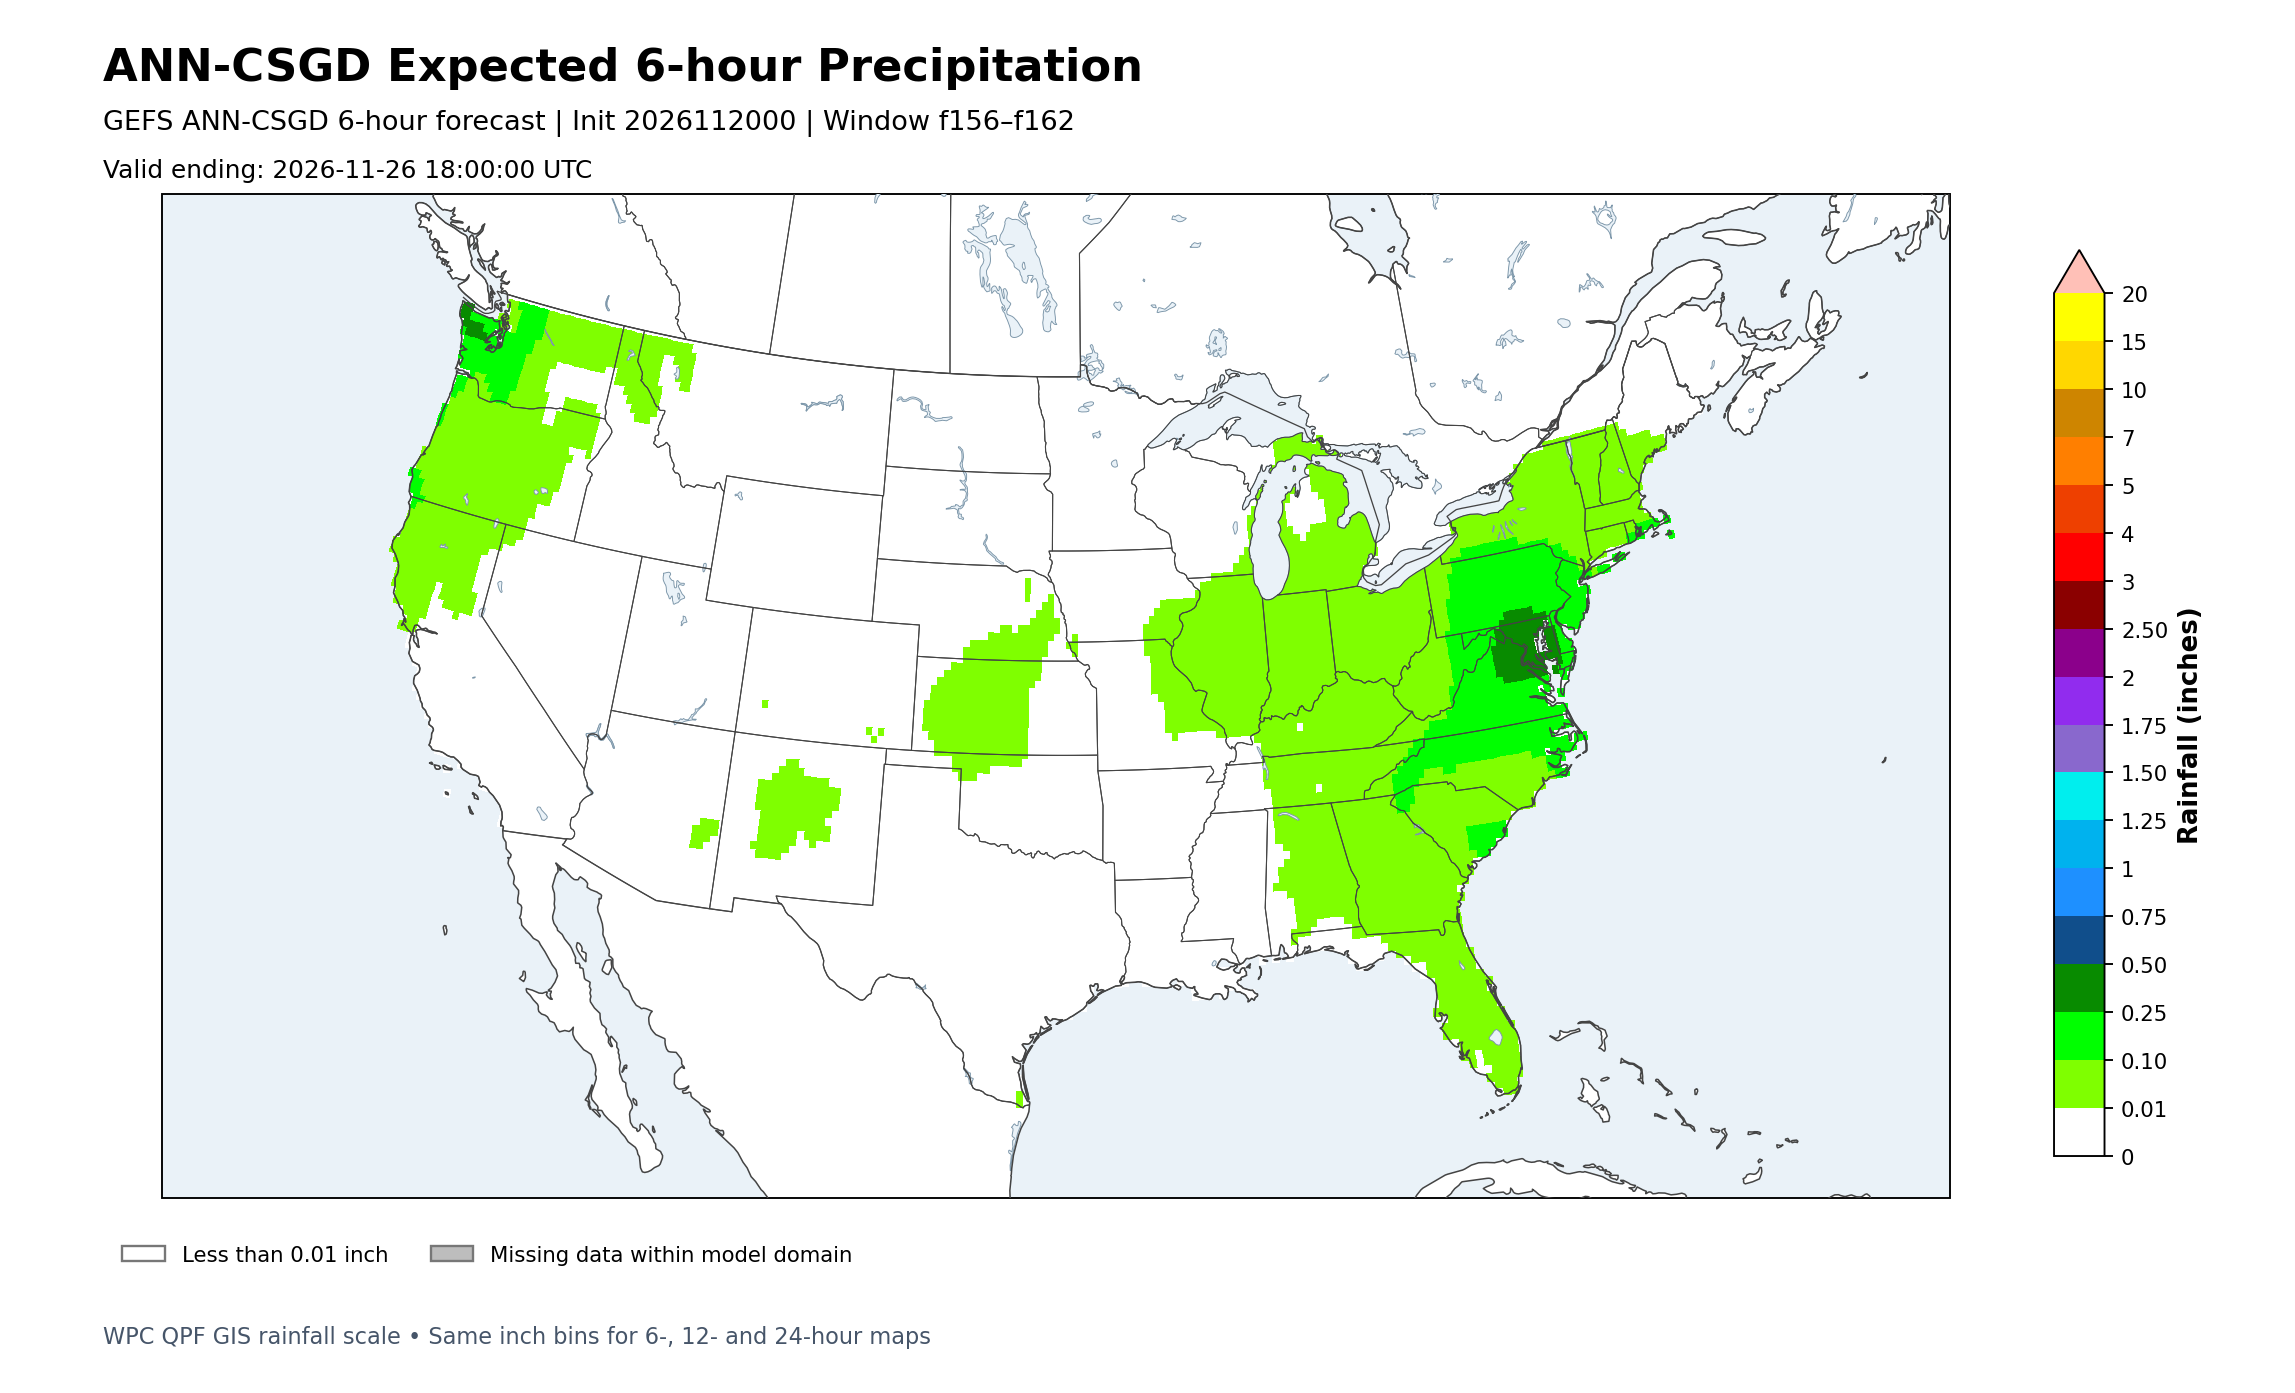 ANN-CSGD Expected 6-hour Precipitation
GEFS ANN-CSGD 6-hour forecast | Init 2026112000 | Window f156–f162
Valid ending: 2026-11-26 18:00:00 UTC
20
15
10
7
5
4
3
2.50
2
1.75
1.50
1.25
1
0.75
0.50
0.25
0.10
0.01
0
Rainfall (inches)
Less than 0.01 inch
Missing data within model domain
WPC QPF GIS rainfall scale • Same inch bins for 6-, 12- and 24-hour maps